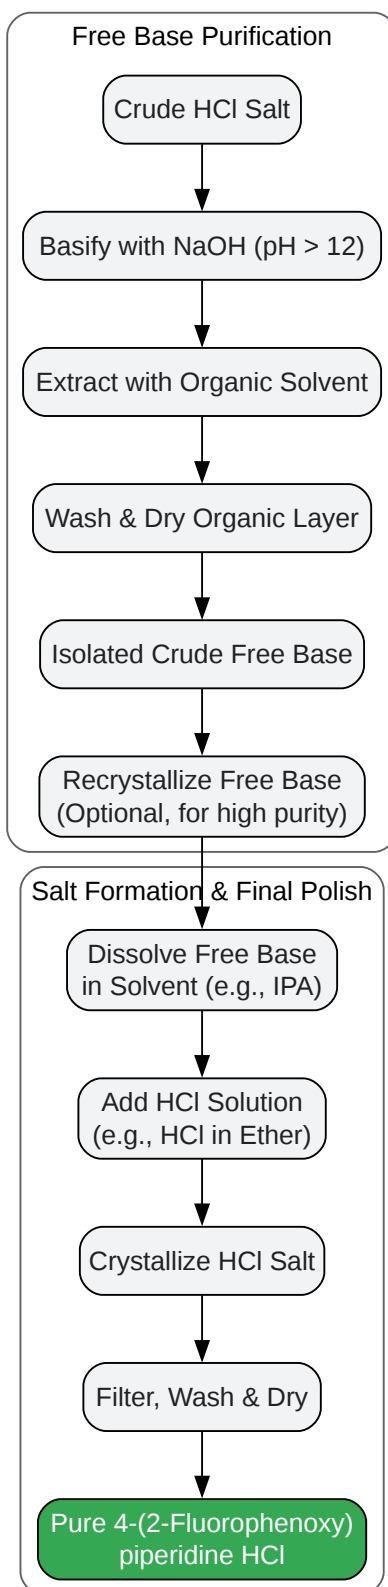 Free Base Purification
Crude HCl Salt
Basify with NaOH (pH > 12)
Extract with Organic Solvent
Wash & Dry Organic Layer
Isolated Crude Free Base
Recrystallize Free Base
(Optional, for high purity)
Salt Formation & Final Polish
Dissolve Free Base
in Solvent (e.g., IPA)
Add HCl Solution
(e.g., HCl in Ether)
Crystallize HCl Salt
Filter, Wash & Dry
Pure 4-(2-Fluorophenoxy)
piperidine HCl